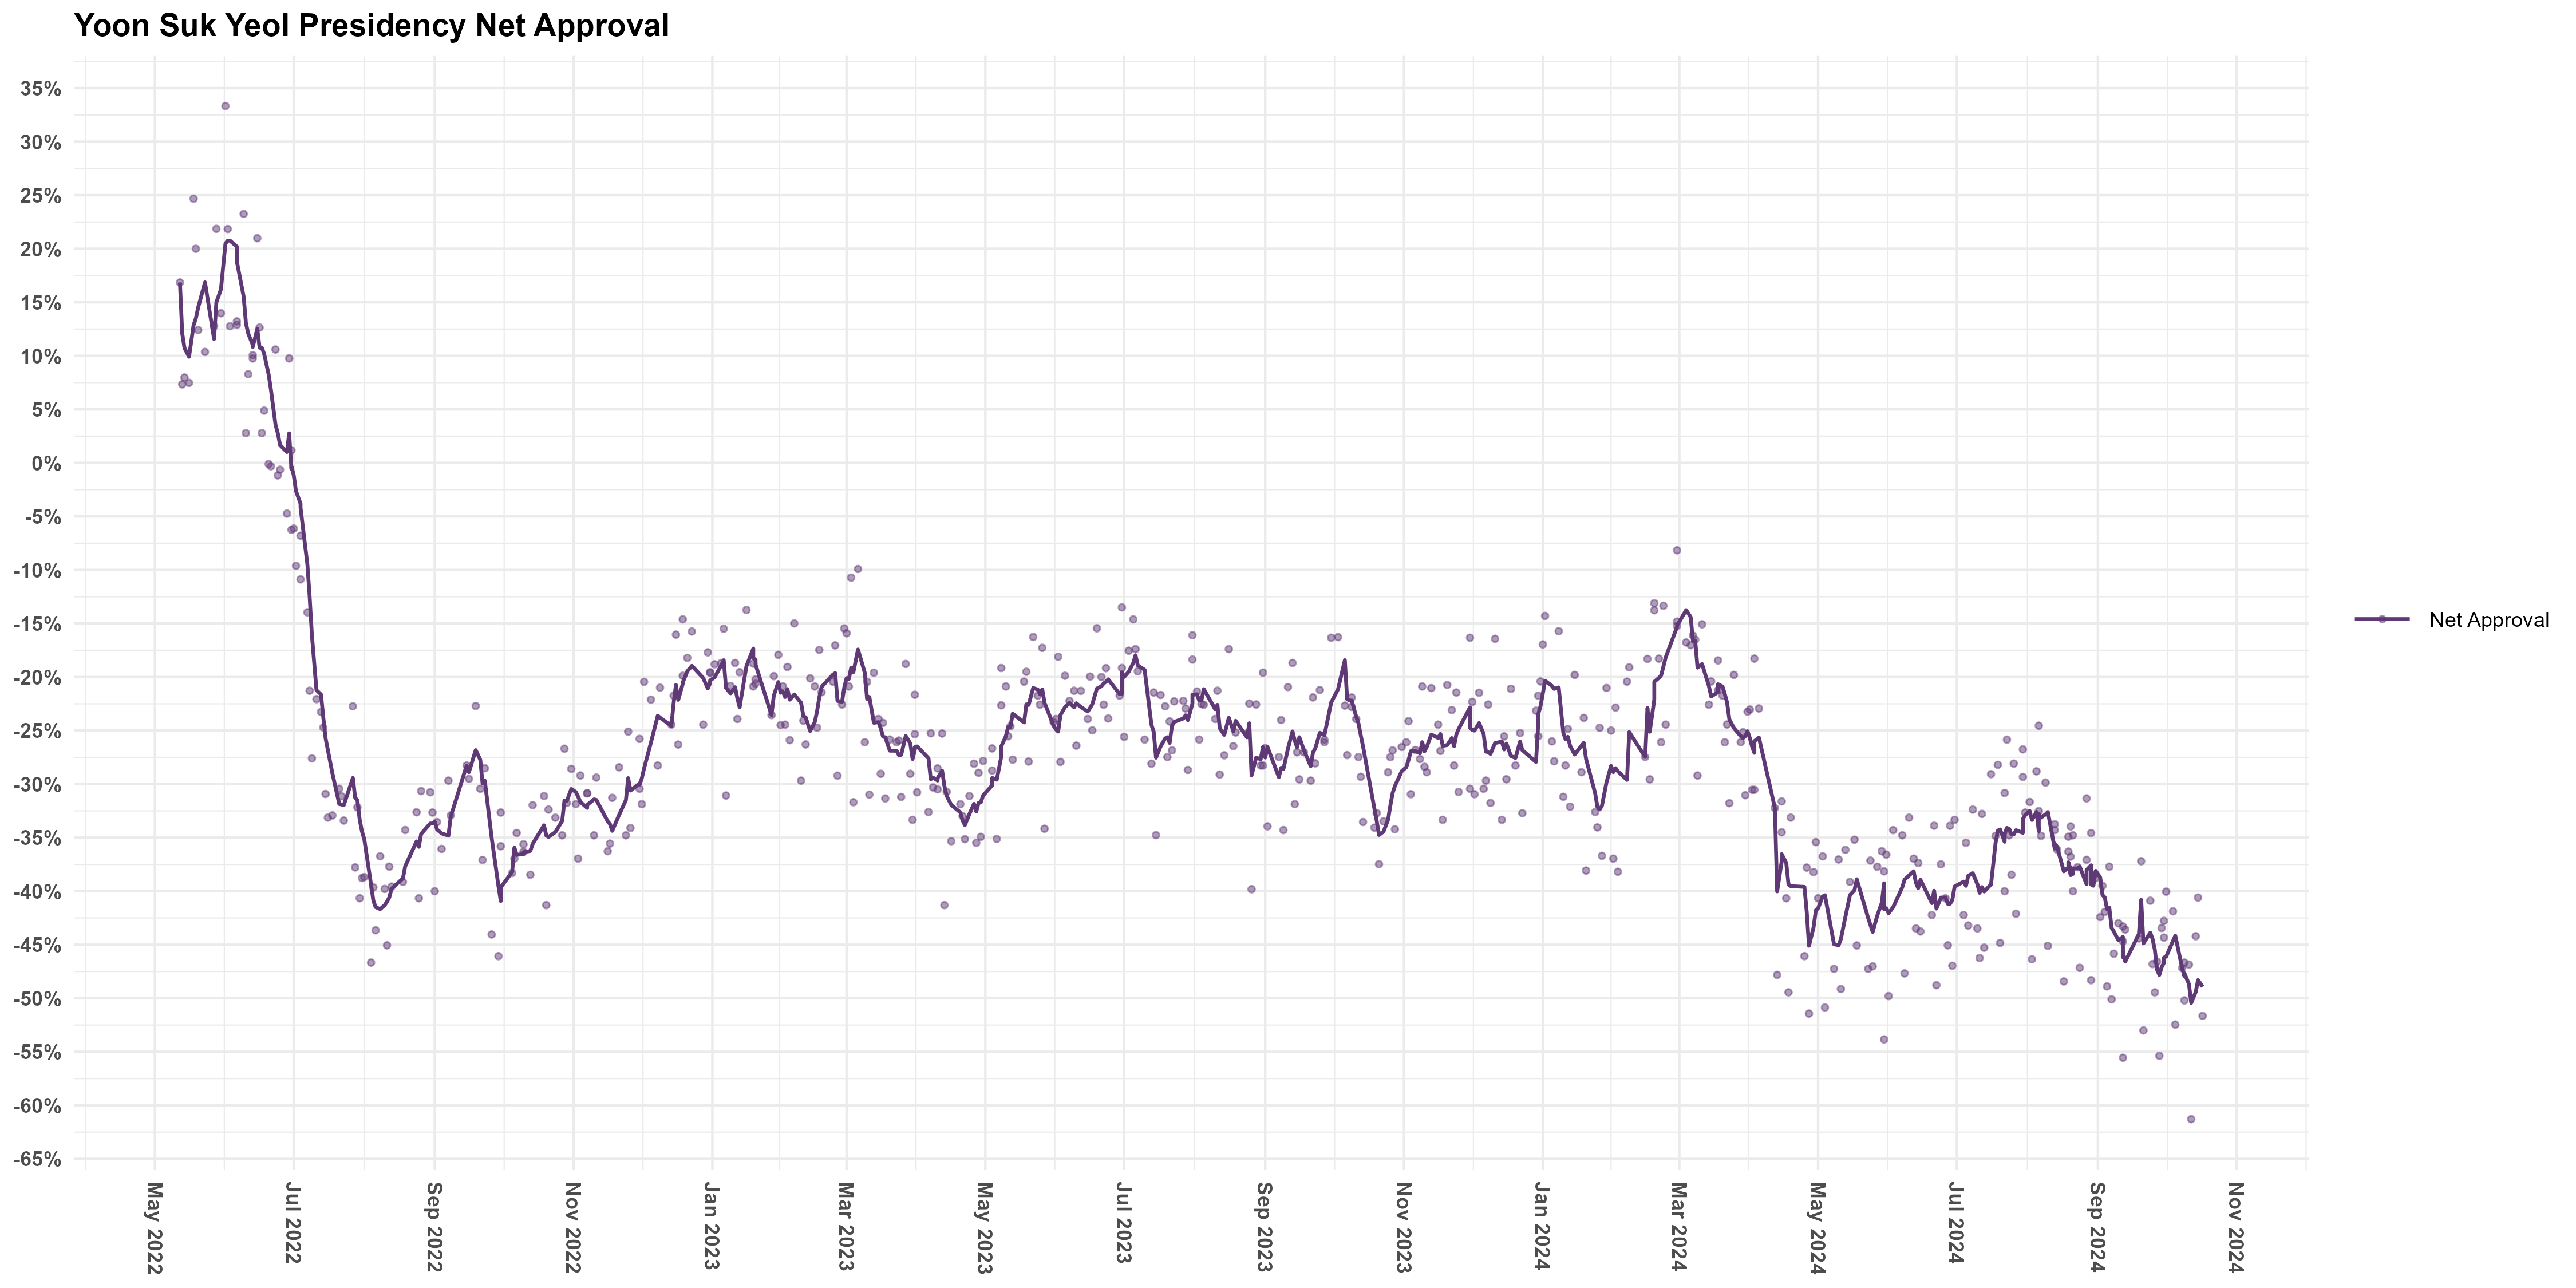 Yoon Suk Yeol Presidency Net Approval
35%
30%
25%
20%
15%
10%
5%
0%
-5%
-10%
-15%
-20%
-25%
-30%
-35%
-40%
-45%
-50%
-55%
-60%
-65%
May 2022
Jul 2022
Sep 2022
Nov 2022
Jan 2023
Mar 2023
May 2023
Jul 2023
Sep 2023
Nov 2023
Jan 2024
Mar 2024
May 2024
Jul 2024
Sep 2024
Nov 2024
Net Approval